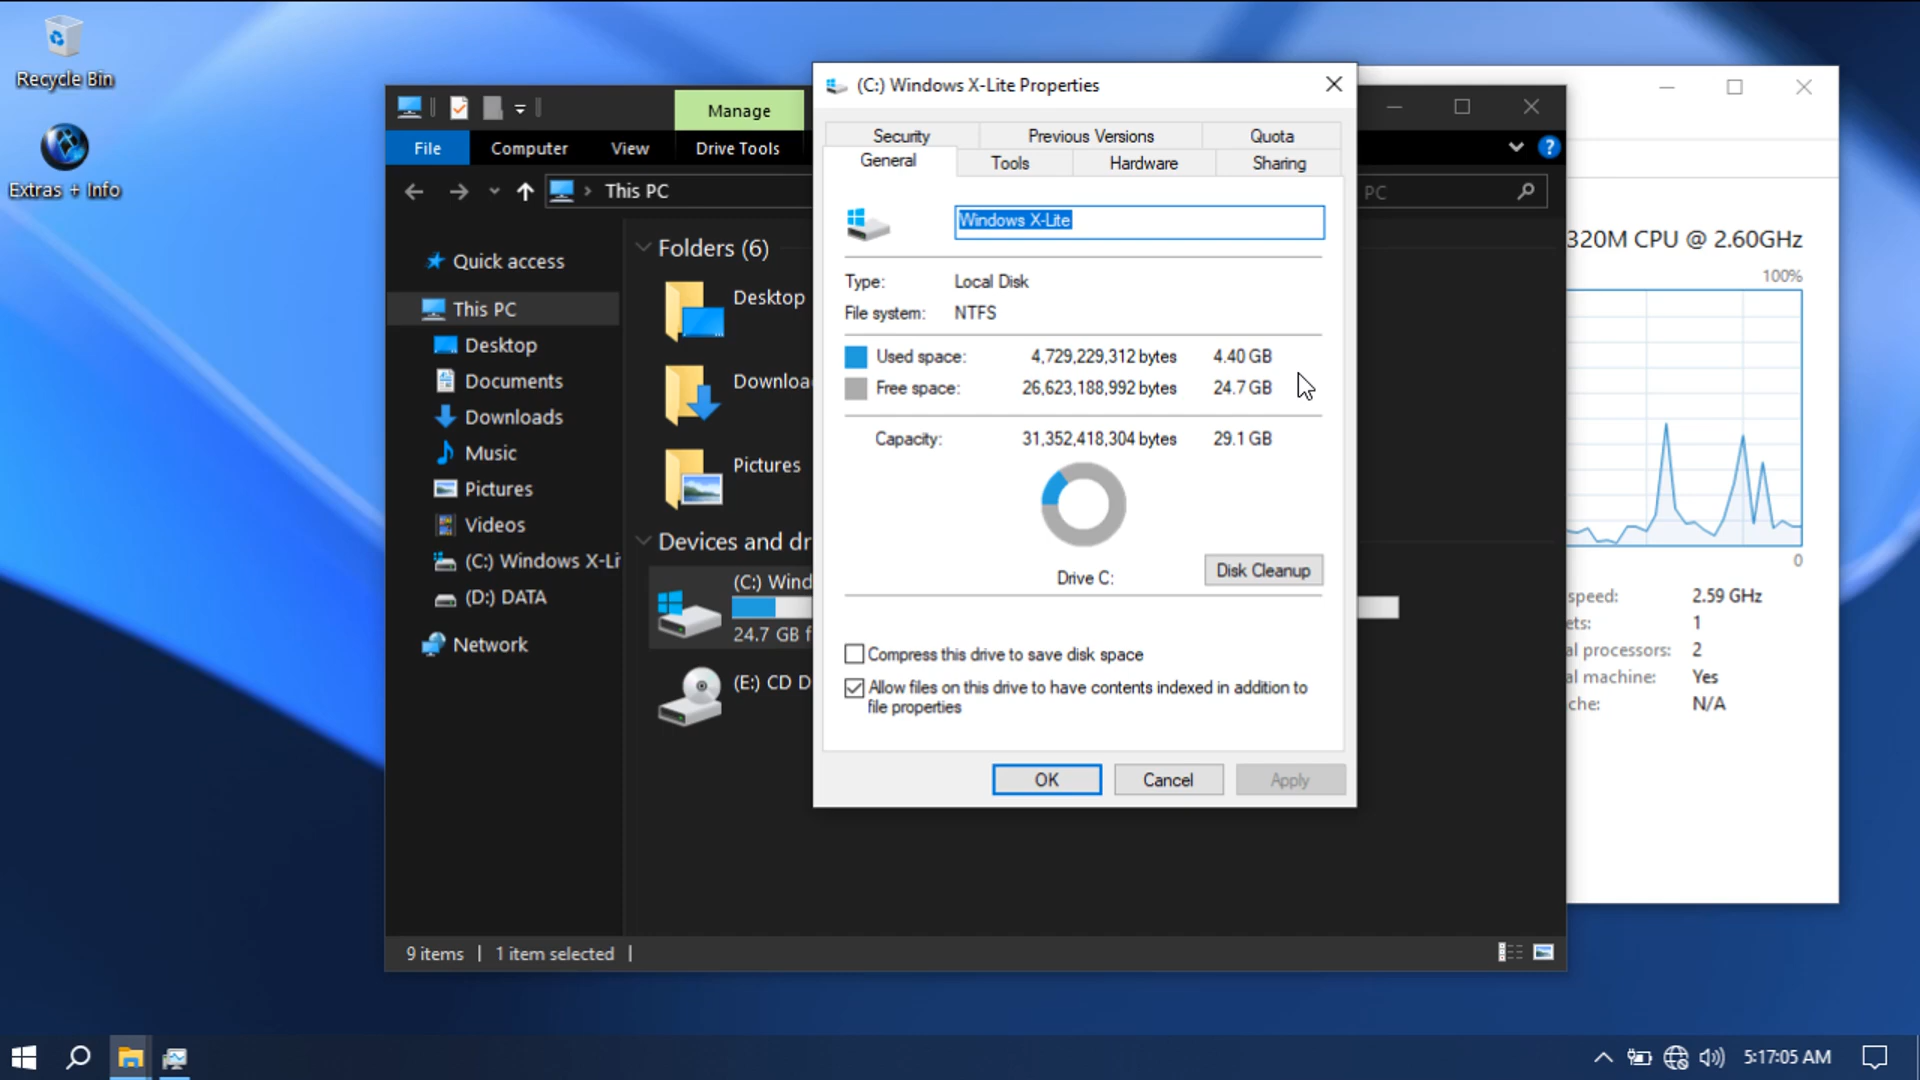 Recycle Bin
Extras + Info
Manage
File
Computer
View
Drive Tools
This PC
PC
Quick access
This PC
Desktop
Documents
Downloads
Music
Pictures
Videos
(C:) Windows X-Li
(D:) DATA
Network
Folders (6)
Desktop
Downloa
Pictures
Devices and dr
(C:) Wind
24.7 GB f
(E:) CD D
9 items
1 item selected
(C:) Windows X-Lite Properties
Security
Previous Versions
Quota
General
Tools
Hardware
Sharing
Windows X-Lite
Type: Local Disk
File system: NTFS
Used space: 4,729,229,312 bytes 4.40 GB
Free space: 26,623,188,992 bytes 24.7 GB
Capacity: 31,352,418,304 bytes 29.1 GB
Drive C:
Disk Cleanup
Compress this drive to save disk space
Allow files on this drive to have contents indexed in addition to
file properties
OK
Cancel
Apply
320M CPU @ 2.60GHz
100%
0
speed: 2.59 GHz
ets: 1
al processors: 2
al machine: Yes
che: N/A
5:17:05 AM